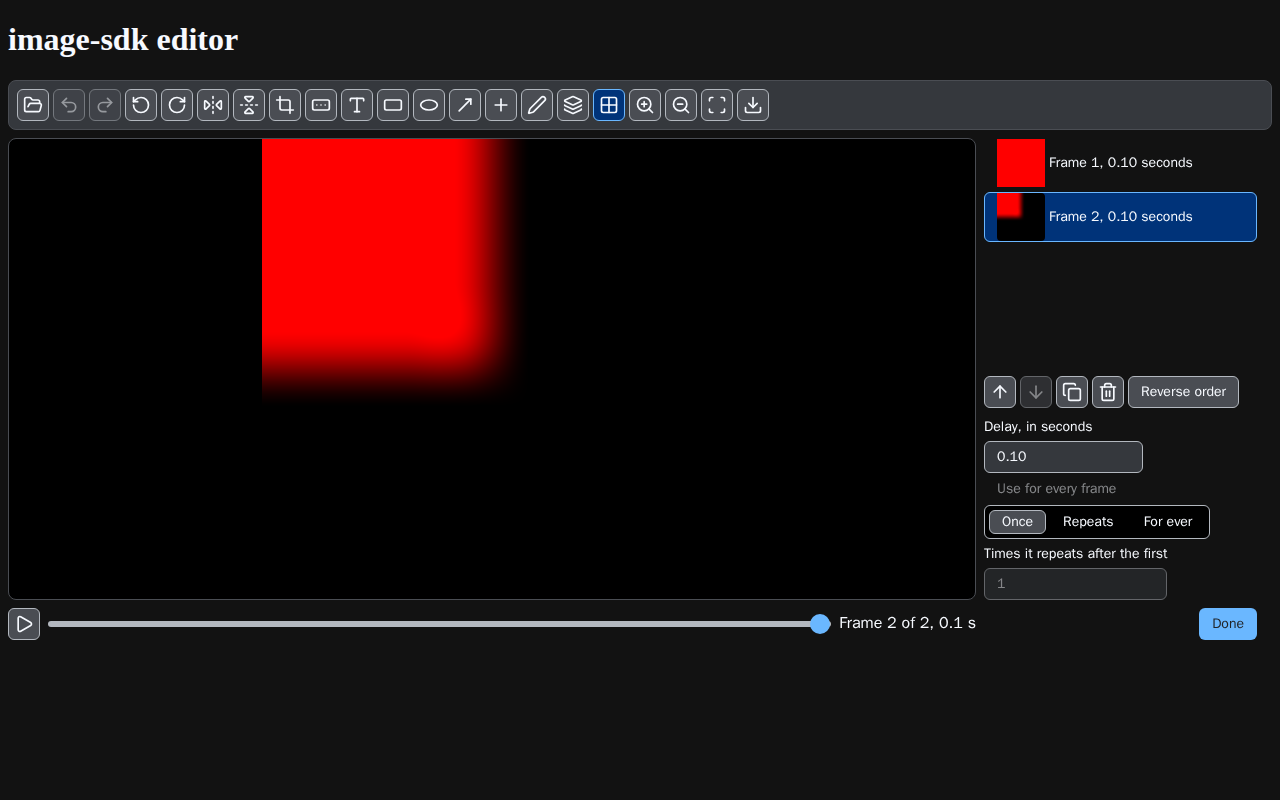 image-sdk editor
Frame 1, 0.10 seconds
Frame 2, 0.10 seconds
Reverse order
Delay, in seconds
0.10
Use for every frame
Once Repeats For ever
Times it repeats after the first
1
Frame 2 of 2, 0.1 s
Done